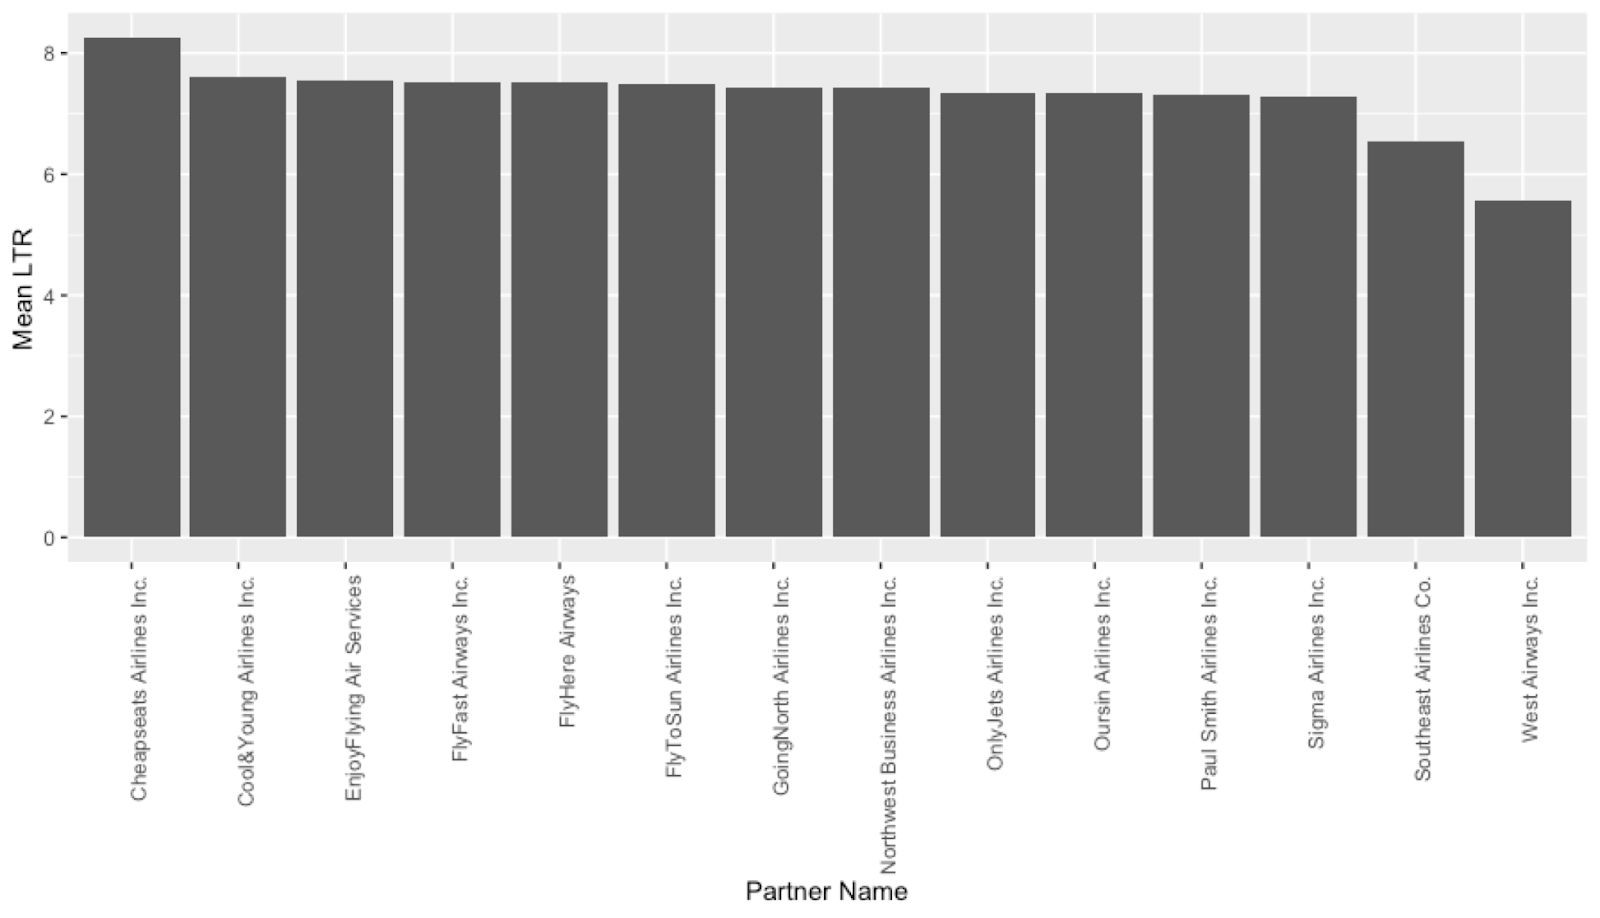 8
6
4
2
0
Mean LTR
Cheapseats Airlines Inc.
Cool&Young Airlines Inc.
EnjoyFlying Air Services
FlyFast Airways Inc.
FlyHere Airways
FlyToSun Airlines Inc.
GoingNorth Airlines Inc.
Northwest Business Airlines Inc.
OnlyJets Airlines Inc.
Oursin Airlines Inc.
Paul Smith Airlines Inc.
Sigma Airlines Inc.
Southeast Airlines Co.
West Airways Inc.
Partner Name